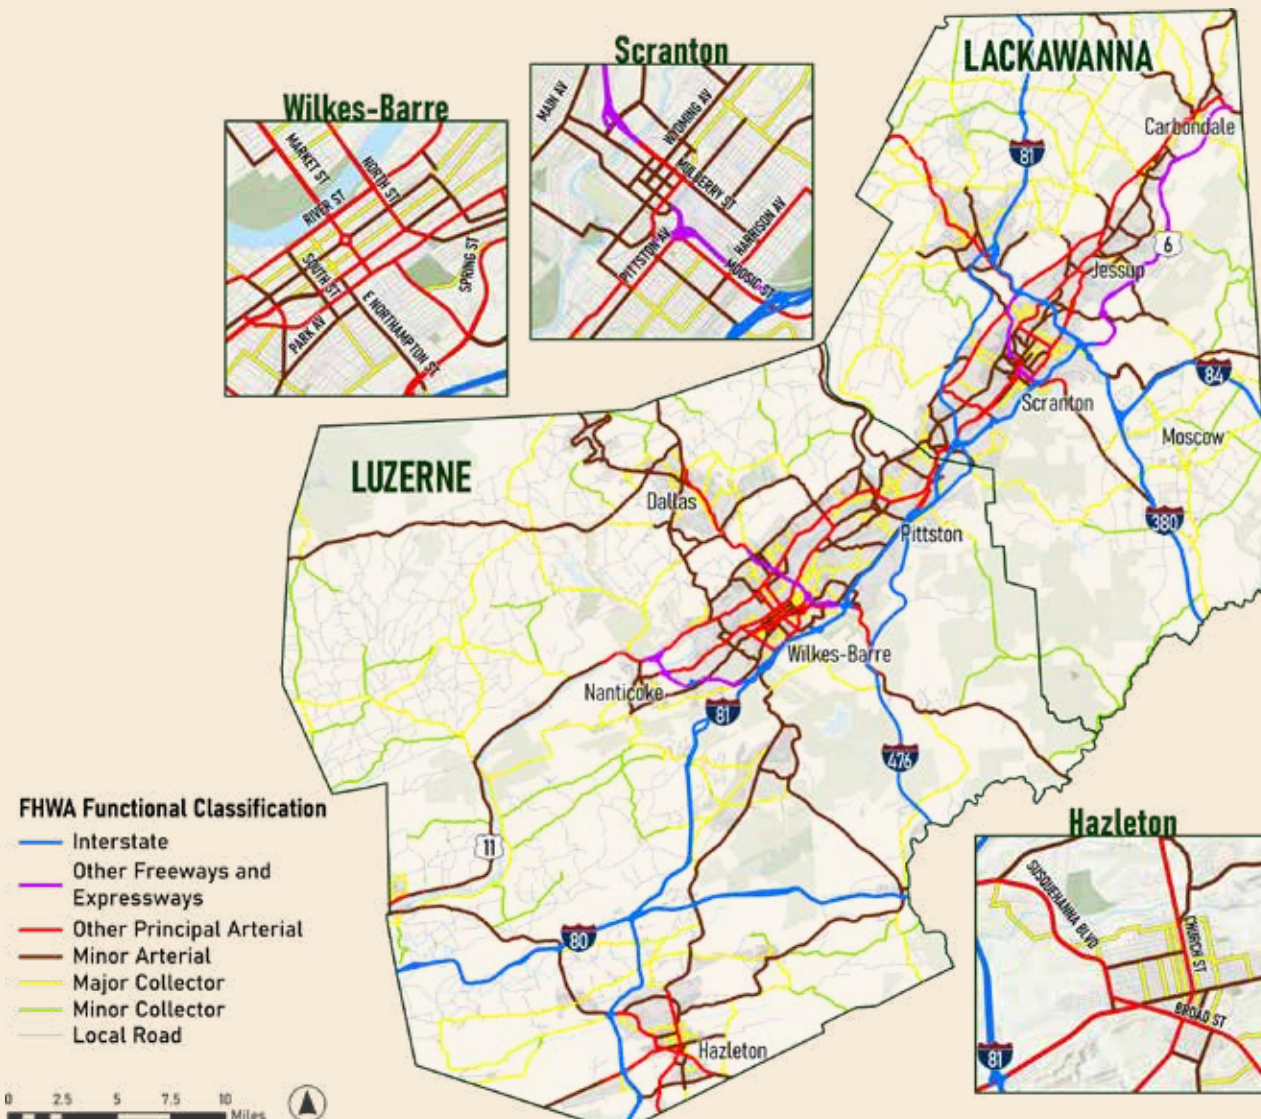 Scranton
MAIN AV
WYOMING AV
MULBERRY ST
HARRISON AV
PITTSTON AV
MOOSIC ST
Wilkes-Barre
MARKET ST
NORTH ST
RIVER ST
SOUTH ST
SPRING ST
PARK AV
E NORTHAMPTON ST
LACKAWANNA
Carbondale
81
6
Jessup
84
Scranton
Moscow
380
LUZERNE
Dallas
Pittston
Wilkes-Barre
Nanticoke
81
476
11
80
Hazleton
FHWA Functional Classification
Interstate
Other Freeways and
Expressways
Other Principal Arterial
Minor Arterial
Major Collector
Minor Collector
Local Road
0 2.5 5 7.5 10
Miles
Hazleton
SUSQUEHANNA BLVD
CHURCH ST
BROAD ST
81